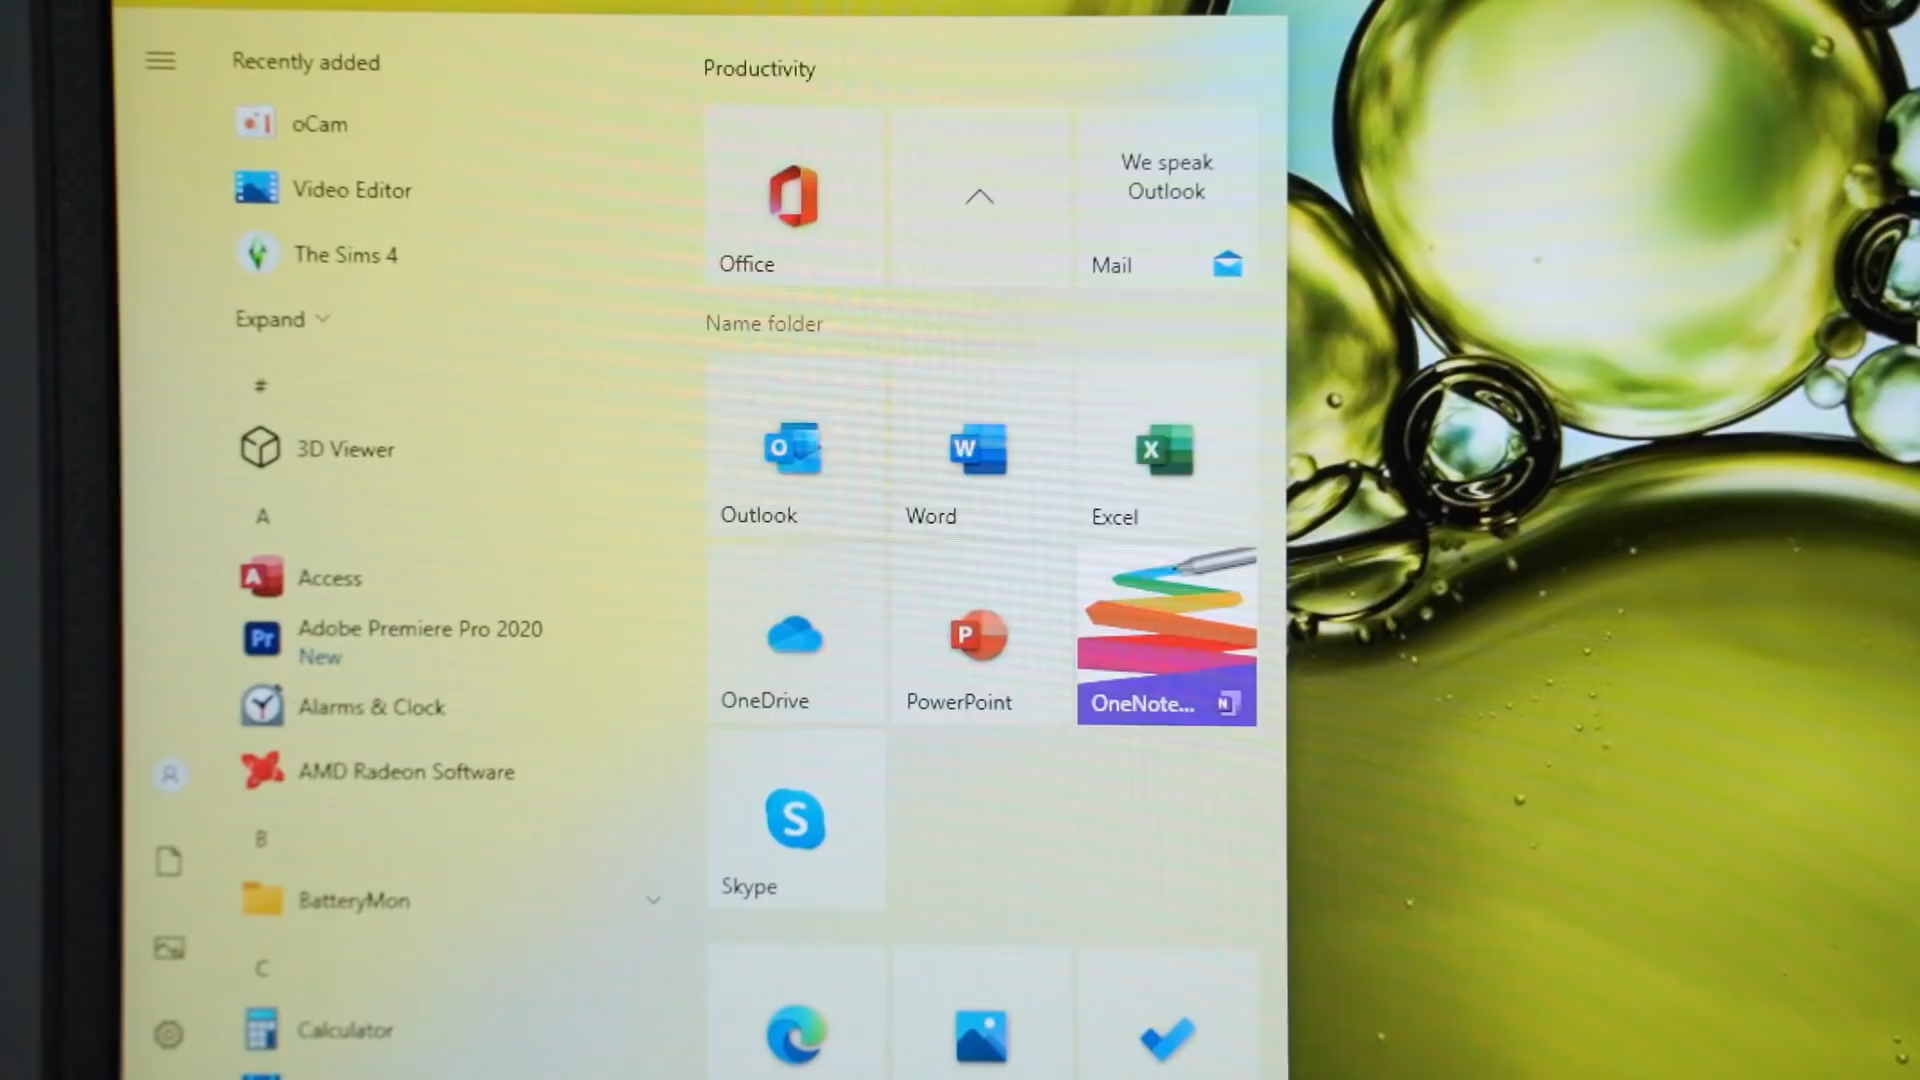 Recently added
oCam
Video Editor
The Sims 4
Expand
#
3D Viewer
A
Access
Adobe Premiere Pro 2020
New
Alarms & Clock
AMD Radeon Software
B
BatteryMon
C
Calculator
Productivity
Office
We speak
Outlook
Mail
Name folder
Outlook
Word
Excel
OneDrive
PowerPoint
OneNote...
Skype